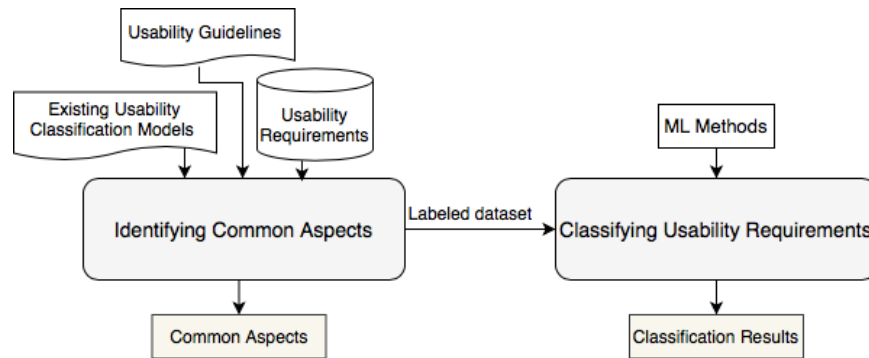 Usability Guidelines
Existing Usability
Classification Models
Usability
Requirements
ML Methods
Identifying Common Aspects
Labeled dataset
Classifying Usability Requirements
Common Aspects
Classification Results